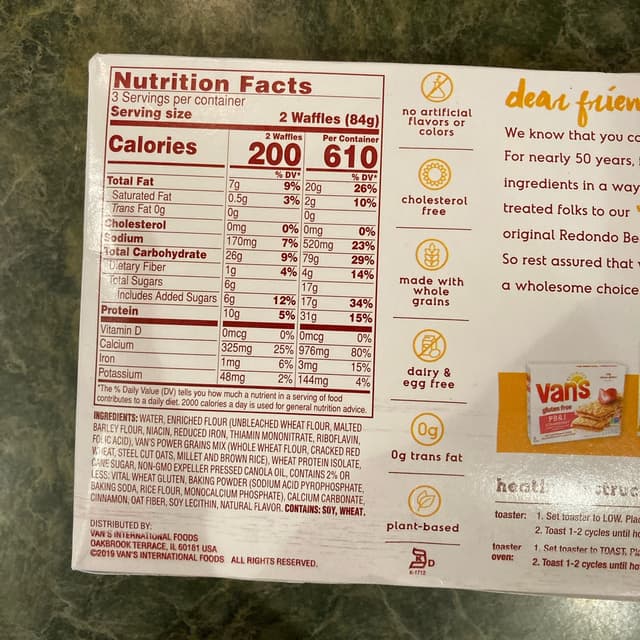 Nutrition Facts
3 Servings per container
Serving size 2 Waffles (84g)
2 Waffles Per Container
Calories 200 610
% DV* % DV*
Total Fat 7g 9% 20g 26%
Saturated Fat 0.5g 3% 2g 10%
Trans Fat 0g 0g 0g
Cholesterol 0mg 0% 0mg 0%
Sodium 170mg 7% 520mg 23%
Total Carbohydrate 26g 9% 79g 29%
Dietary Fiber 1g 4% 4g 14%
Total Sugars 6g 17g
Includes Added Sugars 6g 12% 17g 34%
Protein 10g 5% 31g 15%
Vitamin D 0mcg 0% 0mcg 0%
Calcium 325mg 25% 976mg 80%
Iron 1mg 6% 3mg 15%
Potassium 48mg 2% 144mg 4%
*The % Daily Value (DV) tells you how much a nutrient in a serving of food
contributes to a daily diet. 2000 calories a day is used for general nutrition advice.
INGREDIENTS: WATER, ENRICHED FLOUR (UNBLEACHED WHEAT FLOUR, MALTED
BARLEY FLOUR, NIACIN, REDUCED IRON, THIAMIN MONONITRATE, RIBOFLAVIN,
FOLIC ACID), VAN'S POWER GRAINS MIX (WHOLE WHEAT FLOUR, CRACKED RED
WHEAT, STEEL CUT OATS, MILLET AND BROWN RICE), WHEAT PROTEIN ISOLATE,
CANE SUGAR, NON-GMO EXPELLER PRESSED CANOLA OIL, CONTAINS 2% OR
LESS: VITAL WHEAT GLUTEN, BAKING POWDER (SODIUM ACID PYROPHOSPHATE,
BAKING SODA, RICE FLOUR, MONOCALCIUM PHOSPHATE), CALCIUM CARBONATE,
CINNAMON, OAT FIBER, SOY LECITHIN, NATURAL FLAVOR. CONTAINS: SOY, WHEAT.
DISTRIBUTED BY:
VAN'S INTERNATIONAL FOODS
OAKBROOK TERRACE, IL 60181 USA
©2019 VAN'S INTERNATIONAL FOODS ALL RIGHTS RESERVED.
no artificial
flavors or
colors
cholesterol
free
made with
whole
grains
dairy &
egg free
0g
0g trans fat
plant-based
D
K-1712
dear frien
We know that you co
For nearly 50 years,
ingredients in a way
treated folks to our
original Redondo Be
So rest assured that
a wholesome choice
van's
gluten free
PB&J
toaster: 1. Set toaster to LOW. Pla
2. Toast 1-2 cycles until ho
toaster 1. Set toaster to TOAST. Pl
oven: 2. Toast 1-2 cycles until ho